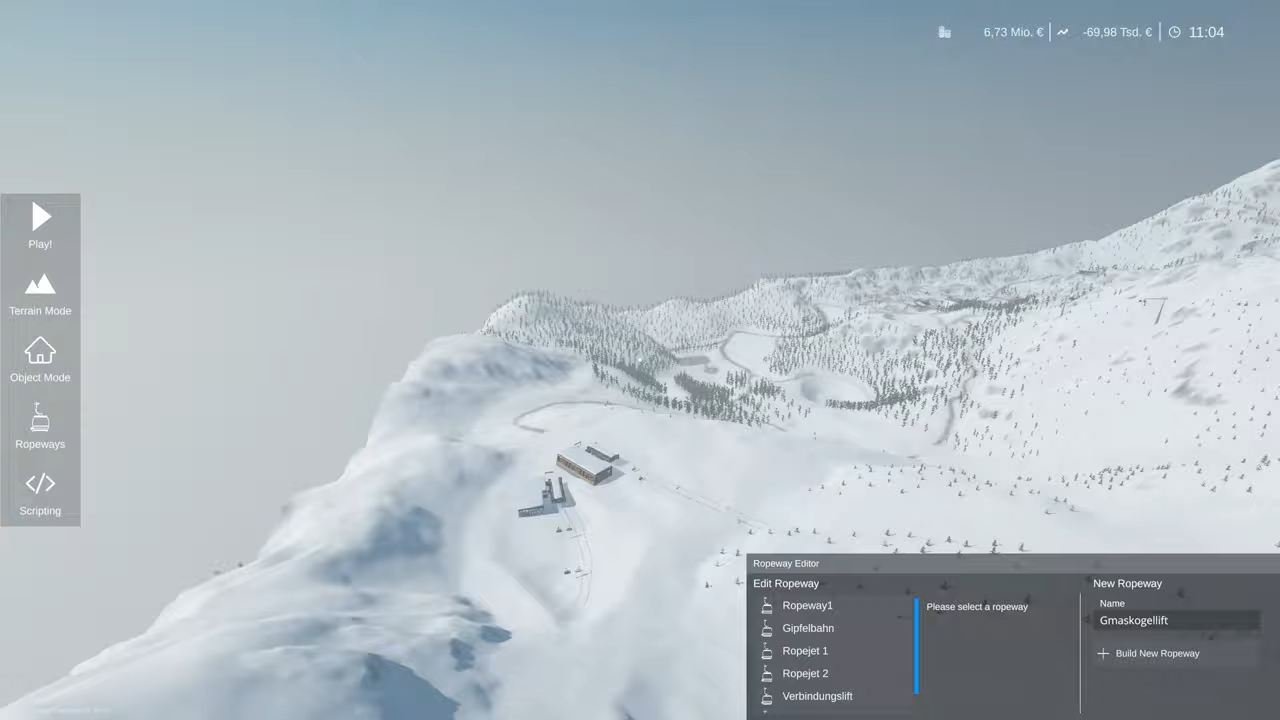 6,73 Mio. €
-69,98 Tsd. €
11:04
Play!
Terrain Mode
Object Mode
Ropeways
Scripting
Ropeway Editor
Edit Ropeway
Ropeway1
Gipfelbahn
Ropejet 1
Ropejet 2
Verbindungslift
Please select a ropeway
New Ropeway
Name
Gmaskogellift
Build New Ropeway